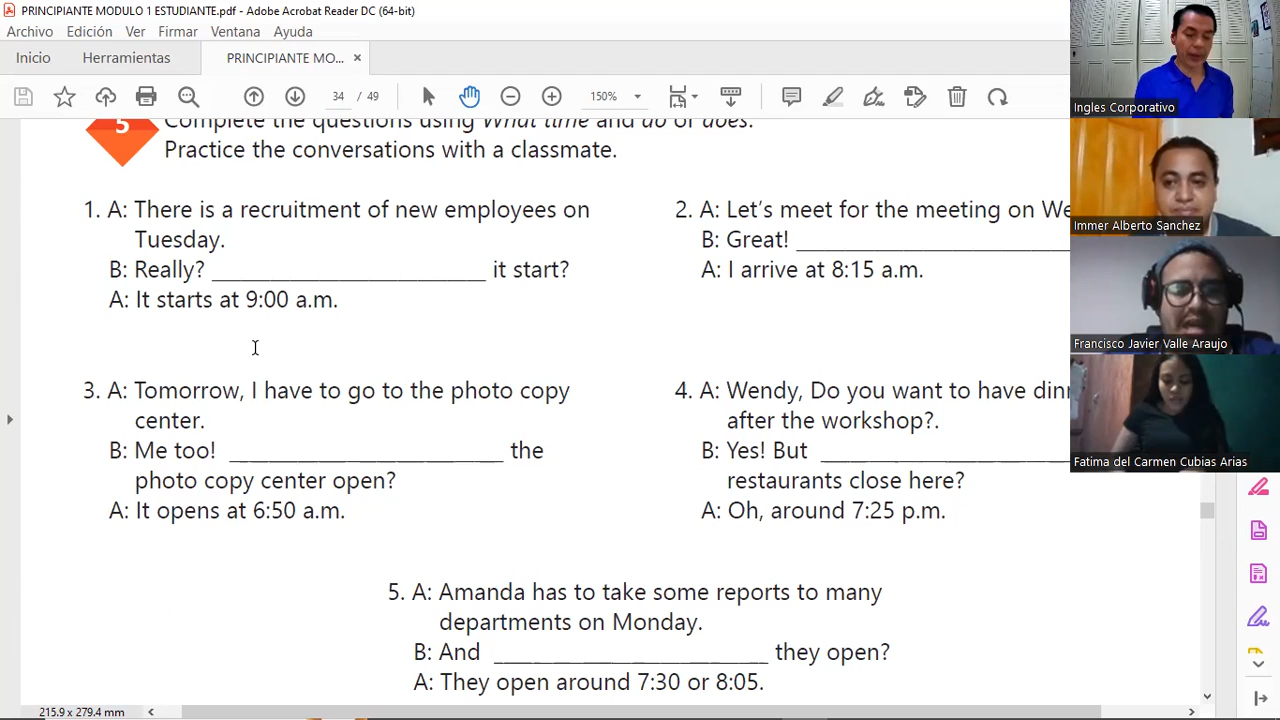 PRINCIPIANTE MODULO 1 ESTUDIANTE.pdf - Adobe Acrobat Reader DC (64-bit)
Archivo Edición Ver Firmar Ventana Ayuda
Inicio Herramientas PRINCIPIANTE MO... ×
34 / 49 150%
5 Complete the questions using What time and do or does.
Practice the conversations with a classmate.
1. A: There is a recruitment of new employees on
Tuesday.
B: Really? ______________________ it start?
A: It starts at 9:00 a.m.
2. A: Let's meet for the meeting on We
B: Great! ______________________
A: I arrive at 8:15 a.m.
3. A: Tomorrow, I have to go to the photo copy
center.
B: Me too! ______________________ the
photo copy center open?
A: It opens at 6:50 a.m.
4. A: Wendy, Do you want to have din
after the workshop?.
B: Yes! But ____________________
restaurants close here?
A: Oh, around 7:25 p.m.
5. A: Amanda has to take some reports to many
departments on Monday.
B: And ______________________ they open?
A: They open around 7:30 or 8:05.
215.9 x 279.4 mm
Ingles Corporativo
Immer Alberto Sanchez
Francisco Javier Valle Araujo
Fatima del Carmen Cubias Arias